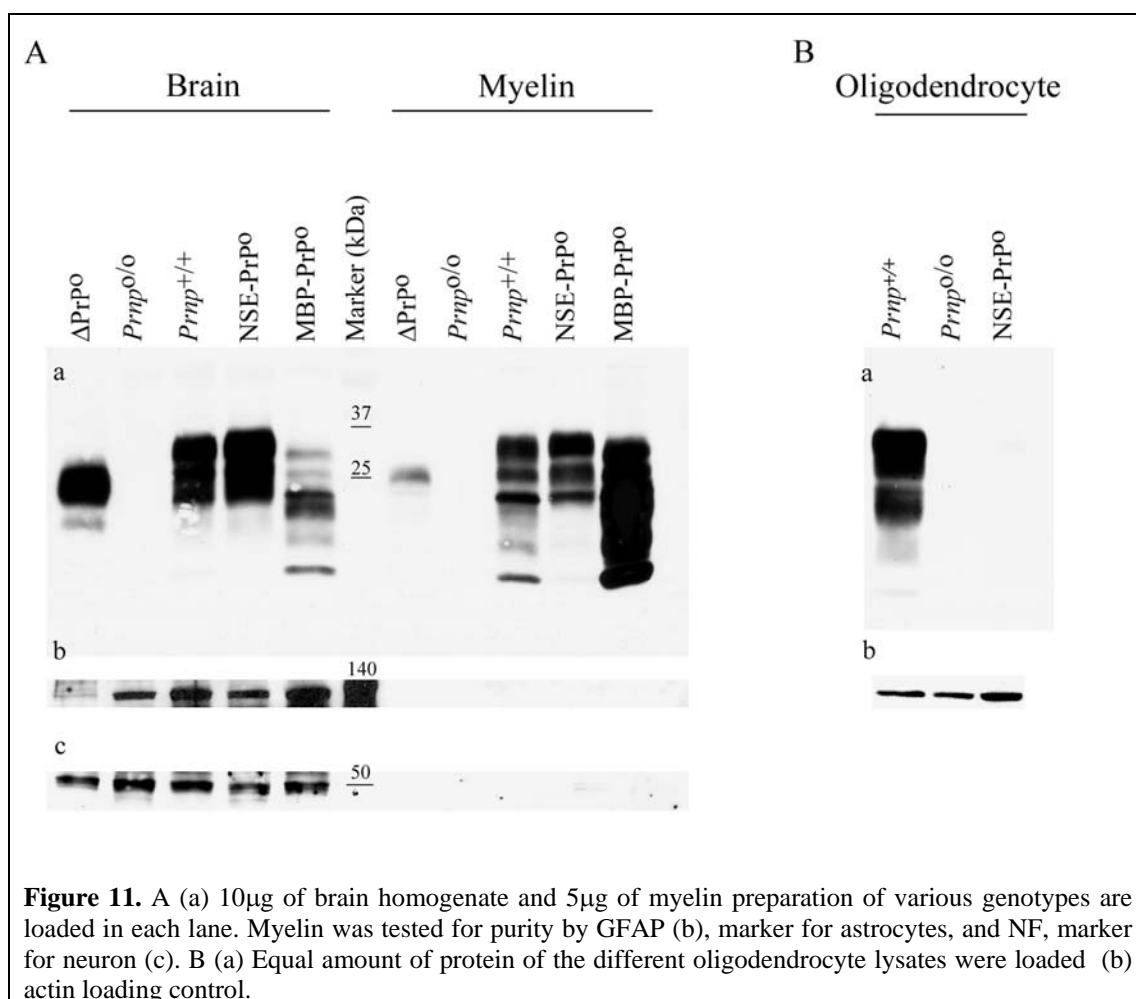 A
B
Brain
Myelin
Oligodendrocyte
ΔPrPo
Prnpo/o
Prnp+/+
NSE-PrPo
MBP-PrPo
Marker (kDa)
ΔPrPo
Prnpo/o
Prnp+/+
NSE-PrPo
MBP-PrPo
Prnp+/+
Prnpo/o
NSE-PrPo
a
37
25
a
b
140
b
c
50
Figure 11. A (a) 10μg of brain homogenate and 5μg of myelin preparation of various genotypes are
loaded in each lane. Myelin was tested for purity by GFAP (b), marker for astrocytes, and NF, marker
for neuron (c). B (a) Equal amount of protein of the different oligodendrocyte lysates were loaded (b)
actin loading control.